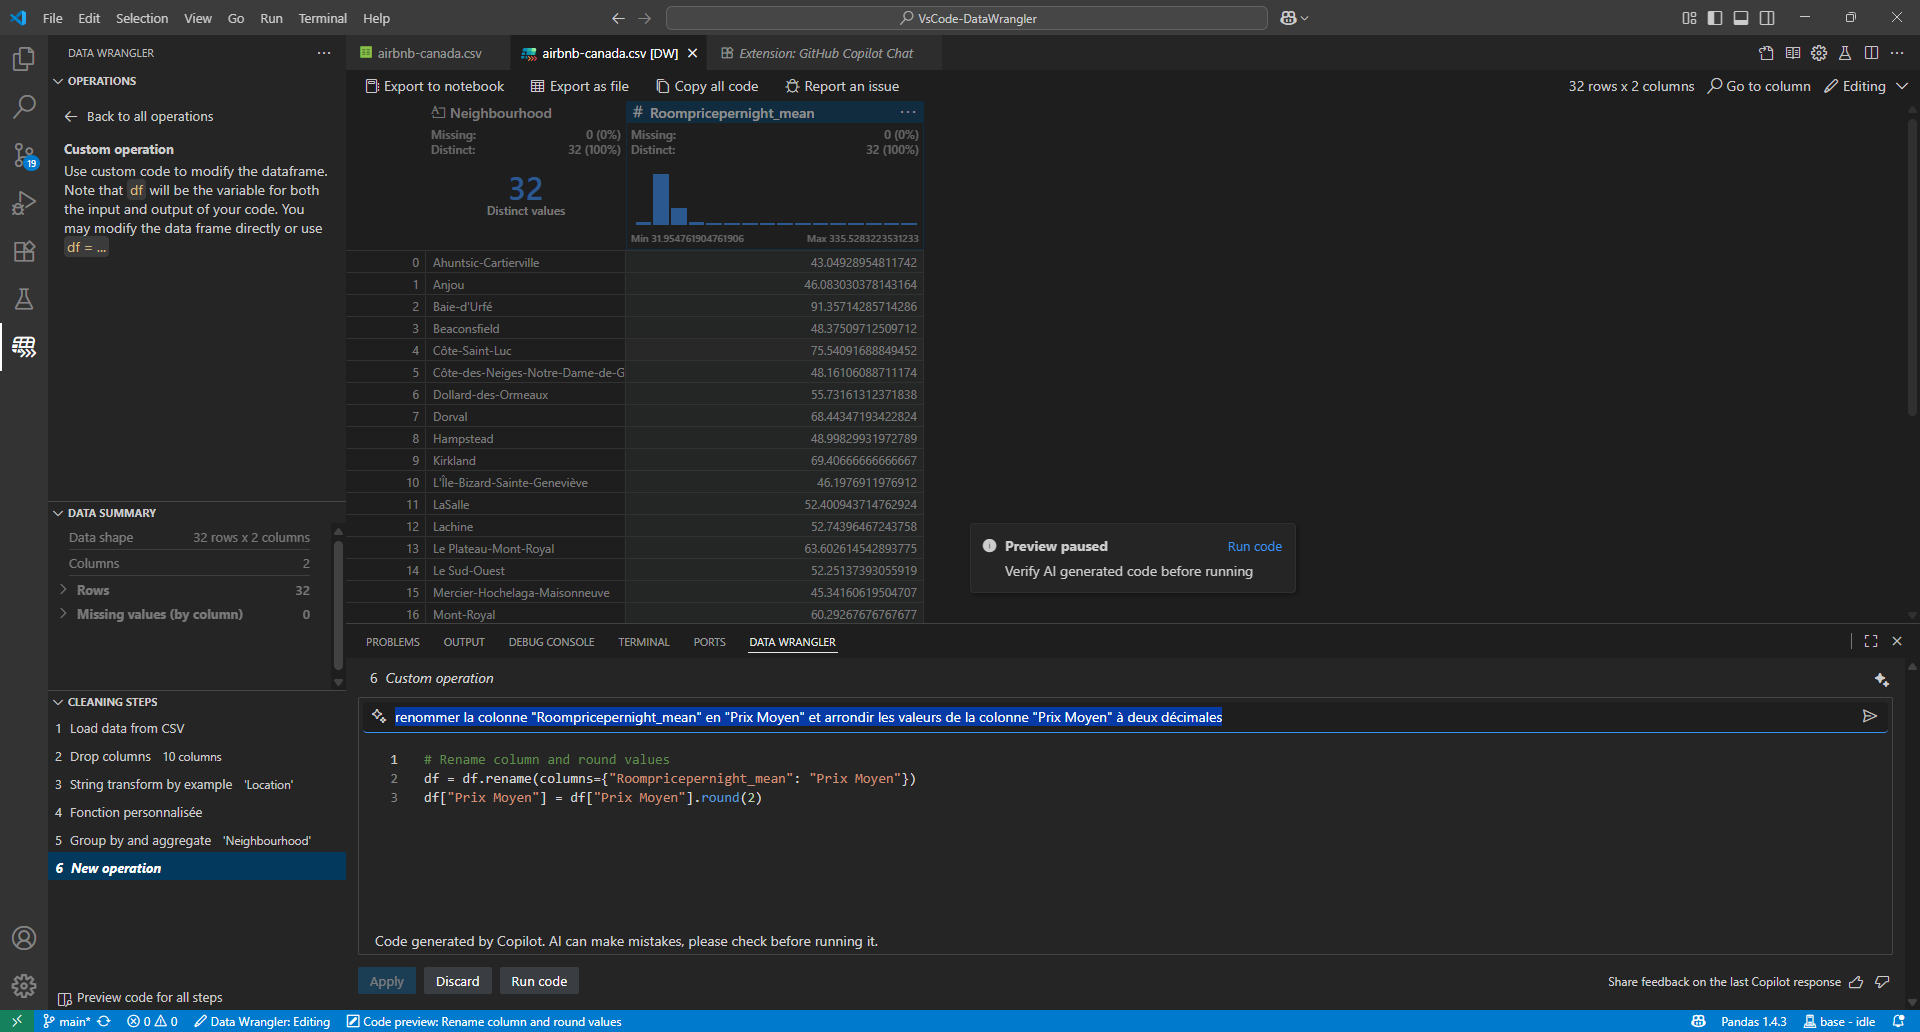 File Edit Selection View Go Run Terminal Help
VsCode-DataWrangler
DATA WRANGLER
OPERATIONS
Back to all operations
Custom operation
Use custom code to modify the dataframe.
Note that df will be the variable for both
the input and output of your code. You
may modify the data frame directly or use
df = ...
DATA SUMMARY
Data shape 32 rows x 2 columns
Columns 2
Rows 32
Missing values (by column) 0
CLEANING STEPS
1 Load data from CSV
2 Drop columns 10 columns
3 String transform by example 'Location'
4 Fonction personnalisée
5 Group by and aggregate 'Neighbourhood'
6 New operation
Preview code for all steps
19
airbnb-canada.csv
airbnb-canada.csv [DW]
Extension: GitHub Copilot Chat
Export to notebook
Export as file
Copy all code
Report an issue
32 rows x 2 columns
Go to column
Editing
Neighbourhood
Missing: 0 (0%)
Distinct: 32 (100%)
32
Distinct values
# Roompricepernight_mean
Missing: 0 (0%)
Distinct: 32 (100%)
Min 31.954761904761906 Max 335.5283223531233
0 Ahuntsic-Cartierville 43.04928954811742
1 Anjou 46.083030378143164
2 Baie-d'Urfé 91.35714285714286
3 Beaconsfield 48.37509712509712
4 Côte-Saint-Luc 75.54091688849452
5 Côte-des-Neiges-Notre-Dame-de-G 48.16106088711174
6 Dollard-des-Ormeaux 55.73161312371838
7 Dorval 68.44347193422824
8 Hampstead 48.99829931972789
9 Kirkland 69.40666666666667
10 L'Île-Bizard-Sainte-Geneviève 46.1976911976912
11 LaSalle 52.400943714762924
12 Lachine 52.74396467243758
13 Le Plateau-Mont-Royal 63.602614542893775
14 Le Sud-Ouest 52.25137393055919
15 Mercier-Hochelaga-Maisonneuve 45.34160619504707
16 Mont-Royal 60.29267676767677
Preview paused Run code
Verify AI generated code before running
PROBLEMS OUTPUT DEBUG CONSOLE TERMINAL PORTS DATA WRANGLER
6 Custom operation
renommer la colonne "Roompricepernight_mean" en "Prix Moyen" et arrondir les valeurs de la colonne "Prix Moyen" à deux décimales
1 # Rename column and round values
2 df = df.rename(columns={"Roompricepernight_mean": "Prix Moyen"})
3 df["Prix Moyen"] = df["Prix Moyen"].round(2)
Code generated by Copilot. AI can make mistakes, please check before running it.
Apply Discard Run code
Share feedback on the last Copilot response
main* 0 0 Data Wrangler: Editing Code preview: Rename column and round values Pandas 1.4.3 base - idle